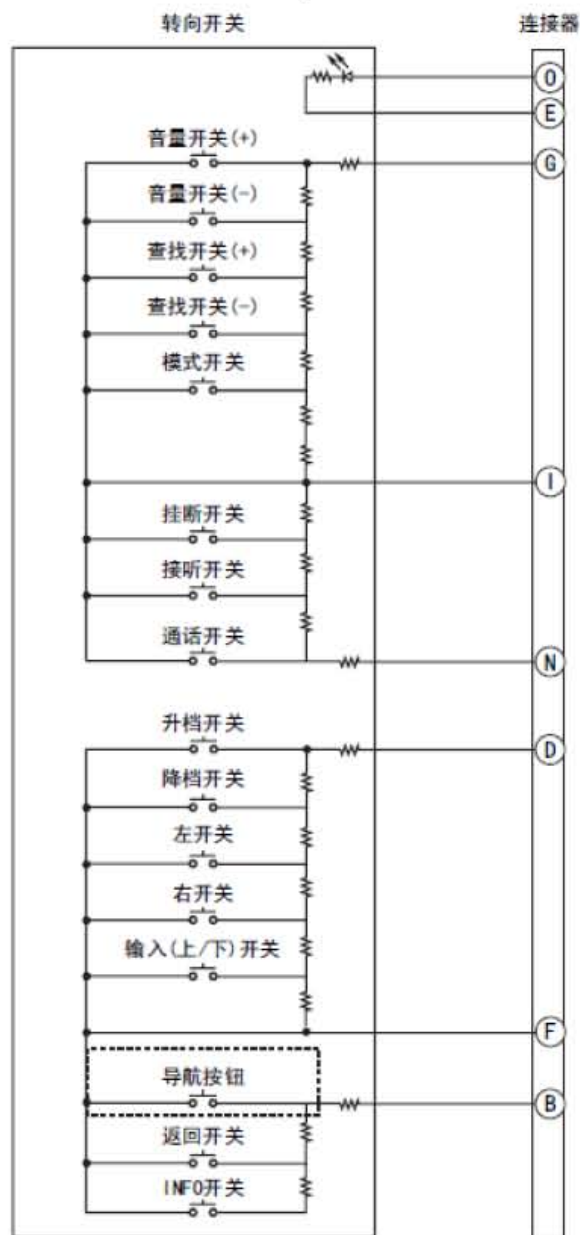 转向开关 连接器
O
E
音量开关(+)
G
音量开关(-)
查找开关(+)
查找开关(-)
模式开关
I
挂断开关
接听开关
通话开关
N
升档开关
D
降档开关
左开关
右开关
输入(上/下)开关
F
导航按钮
B
返回开关
INFO开关